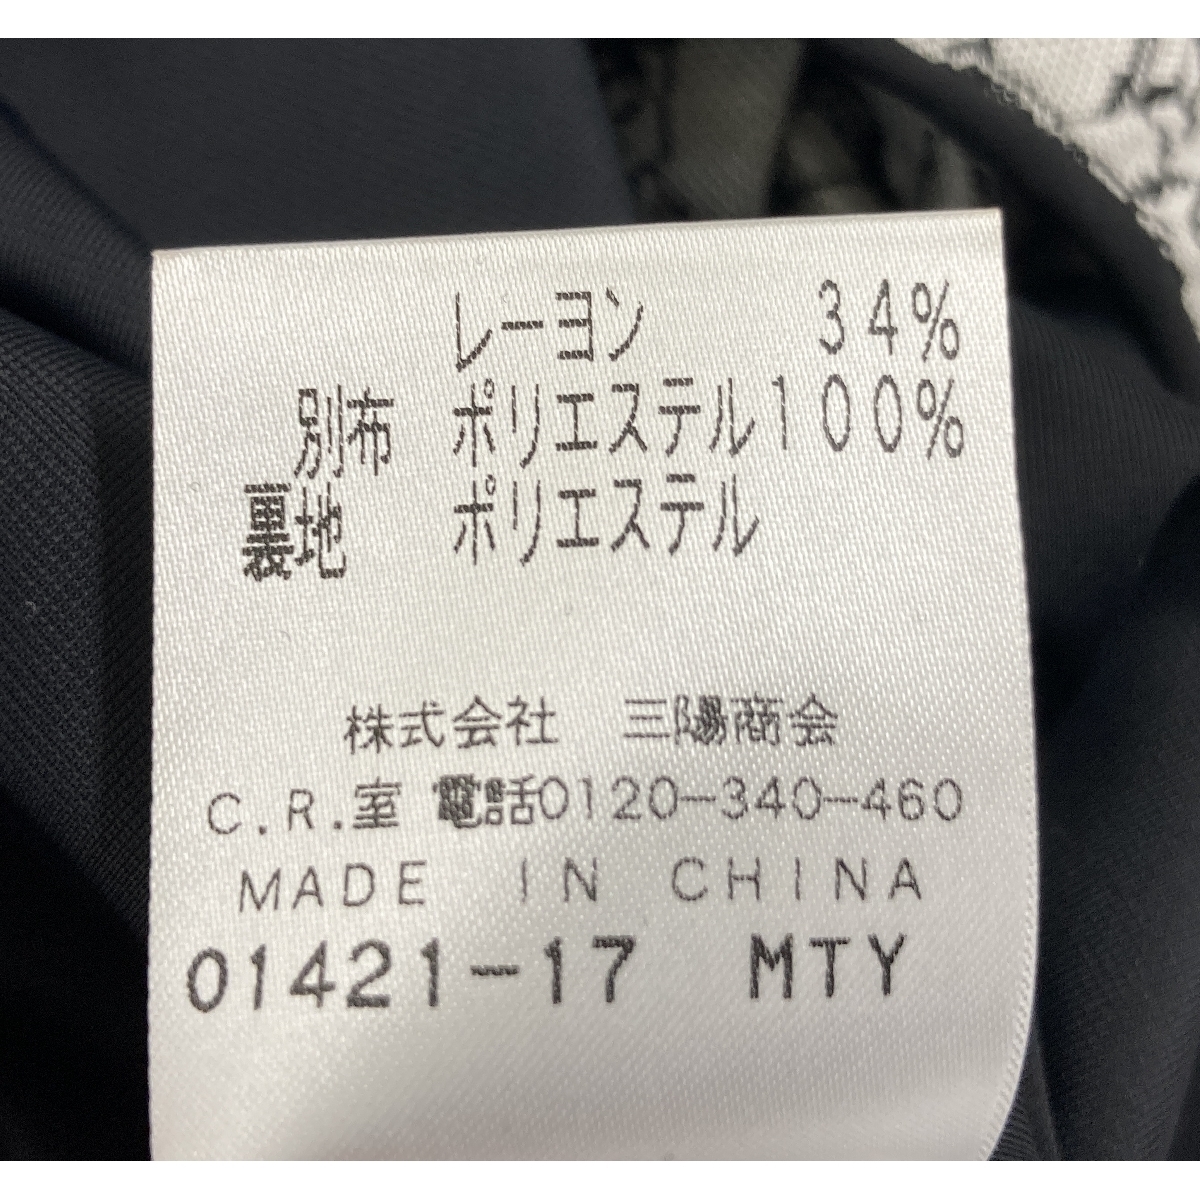 レーヨン 34%
別布 ポリエステル100%
裏地 ポリエステル
株式会社 三陽商会
C.R.室 電話0120-340-460
MADE IN CHINA
01421-17 MTY